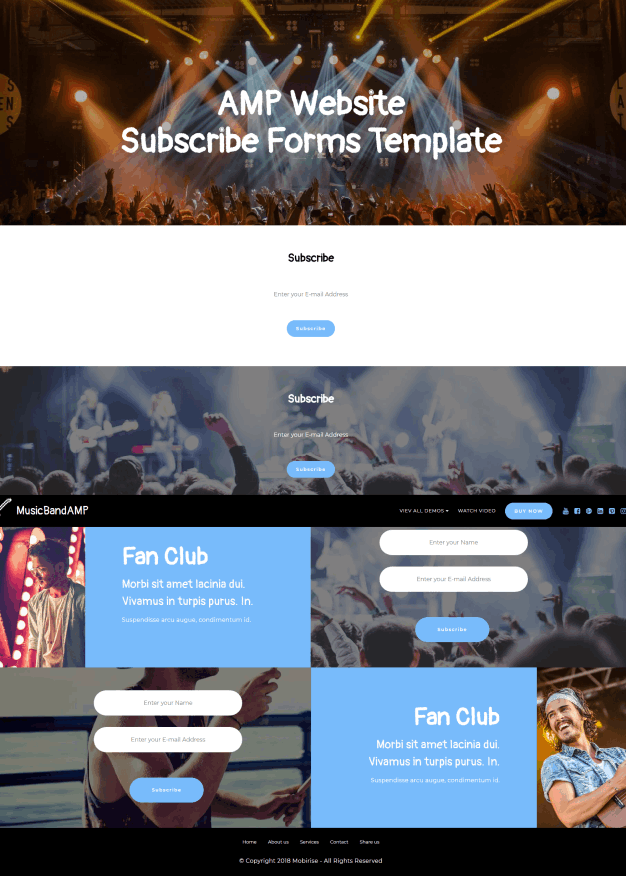 AMP Website
Subscribe Forms Template
Subscribe
Enter your E-mail Address
Subscribe
Subscribe
Enter your E-mail Address
Subscribe
MusicBandAMP
VIEV ALL DEMOS
WATCH VIDEO
BUY NOW
Fan Club
Morbi sit amet lacinia dui.
Vivamus in turpis purus. In.
Suspendisse arcu augue, condimentum id.
Enter your Name
Enter your E-mail Address
Subscribe
Enter your Name
Enter your E-mail Address
Subscribe
Fan Club
Morbi sit amet lacinia dui.
Vivamus in turpis purus. In.
Suspendisse arcu augue, condimentum id.
Home About us Services Contact Share us
© Copyright 2018 Mobirise - All Rights Reserved